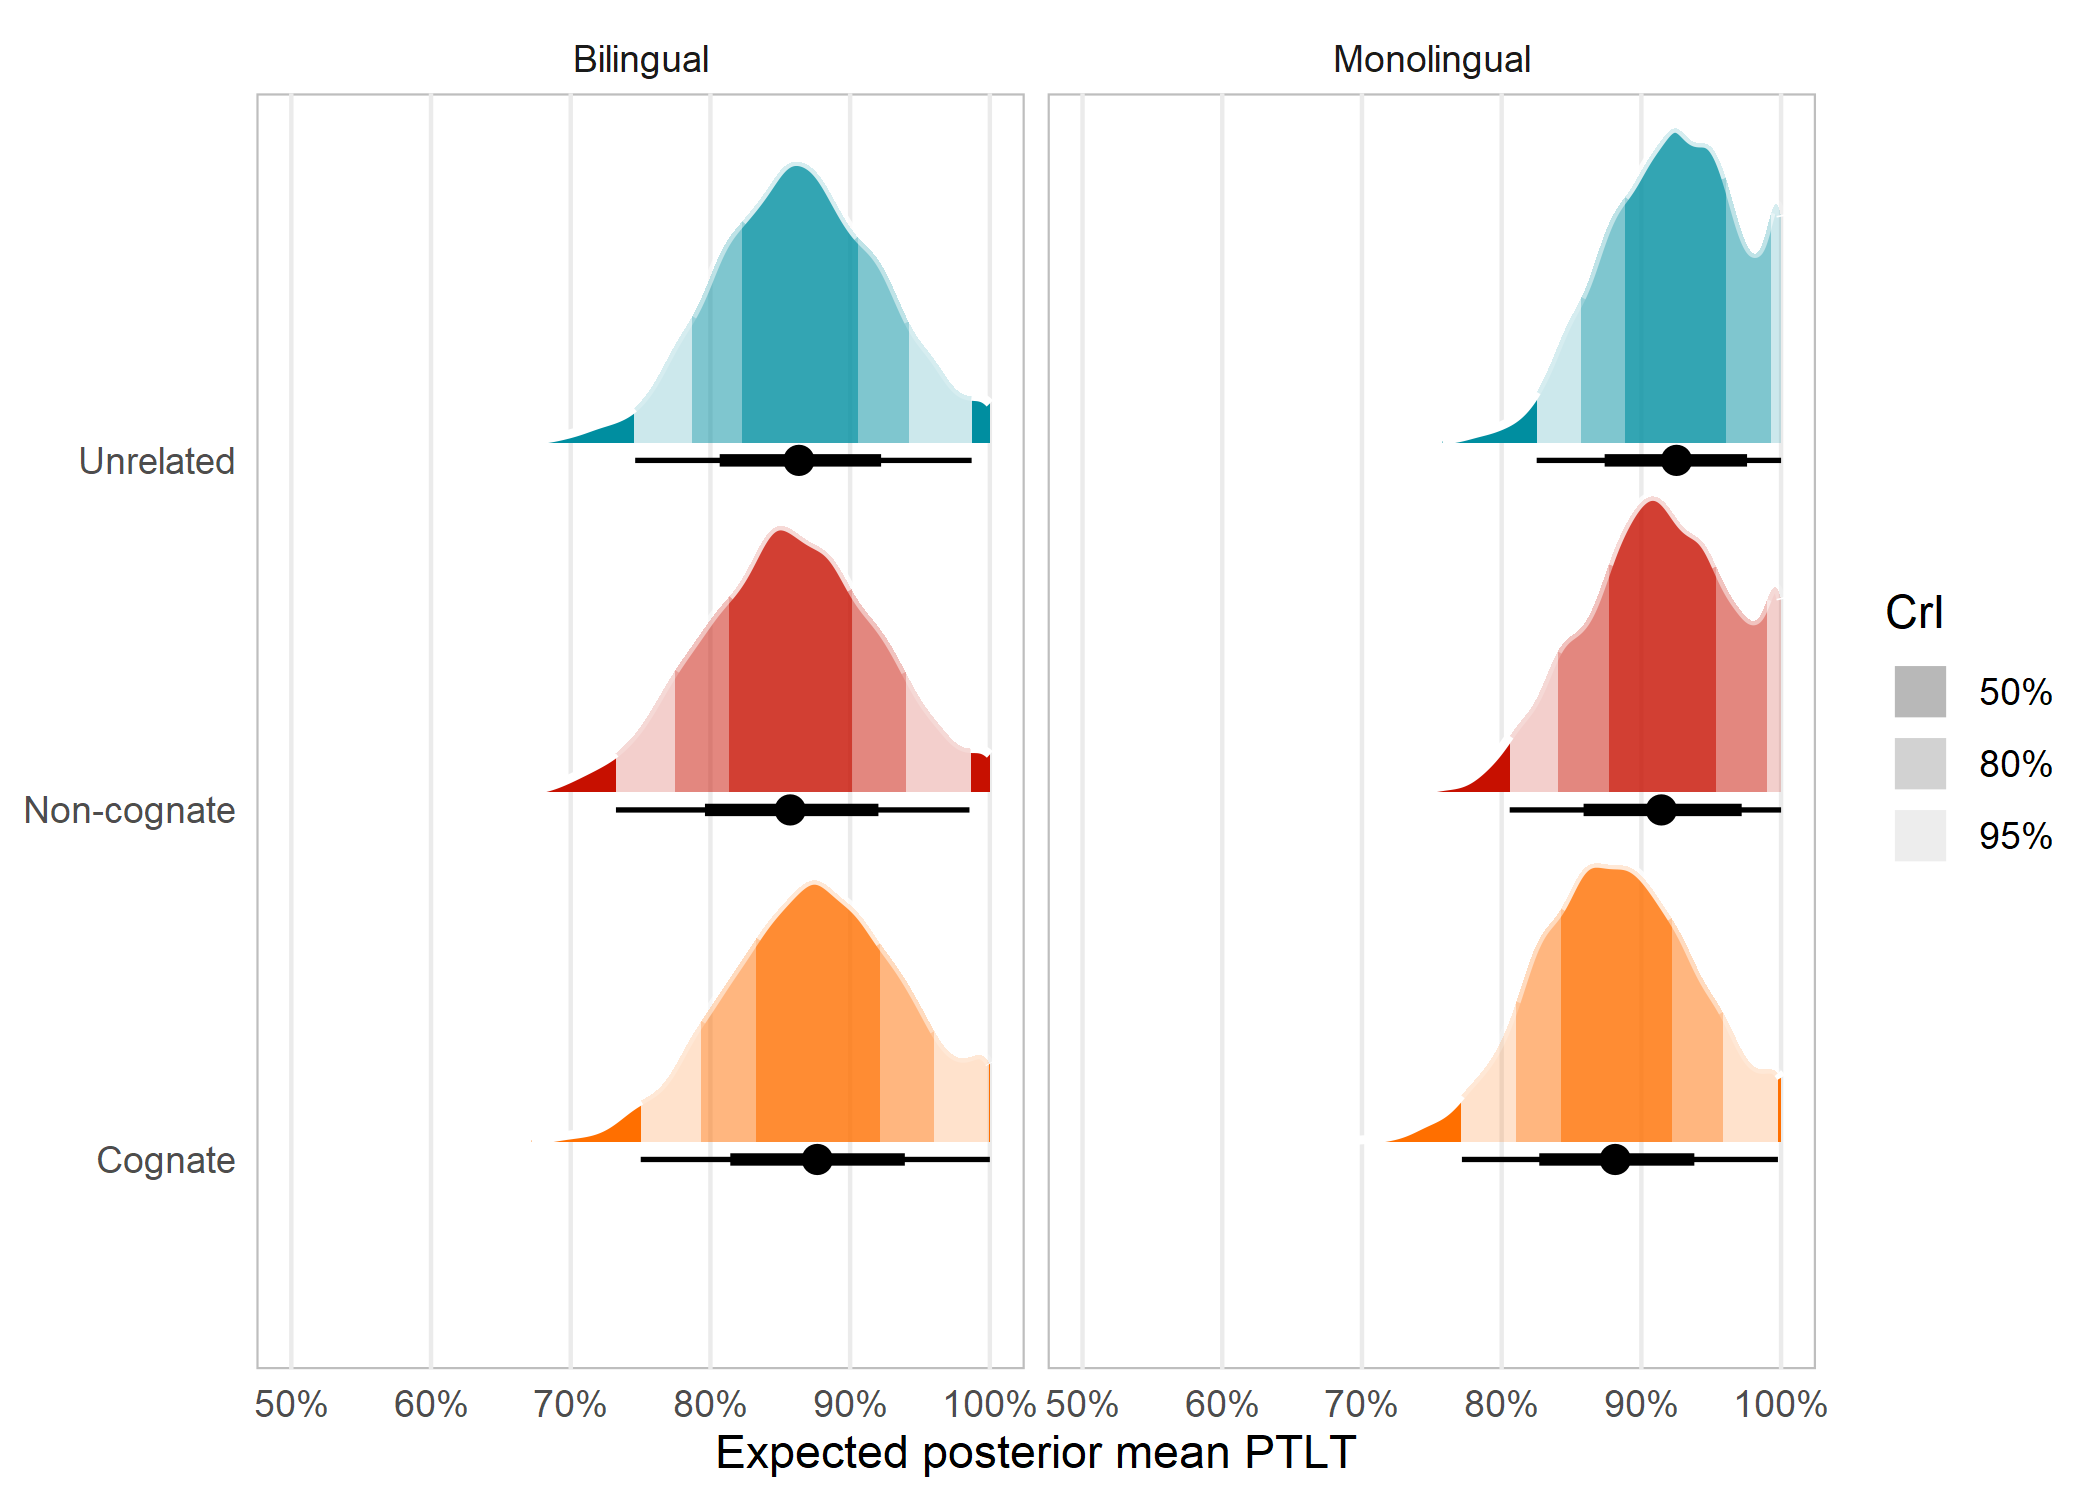 Bilingual
Monolingual
Unrelated
Non-cognate
Cognate
CrI
50%
80%
95%
50% 60% 70% 80% 90% 100% 50% 60% 70% 80% 90% 100%
Expected posterior mean PTLT